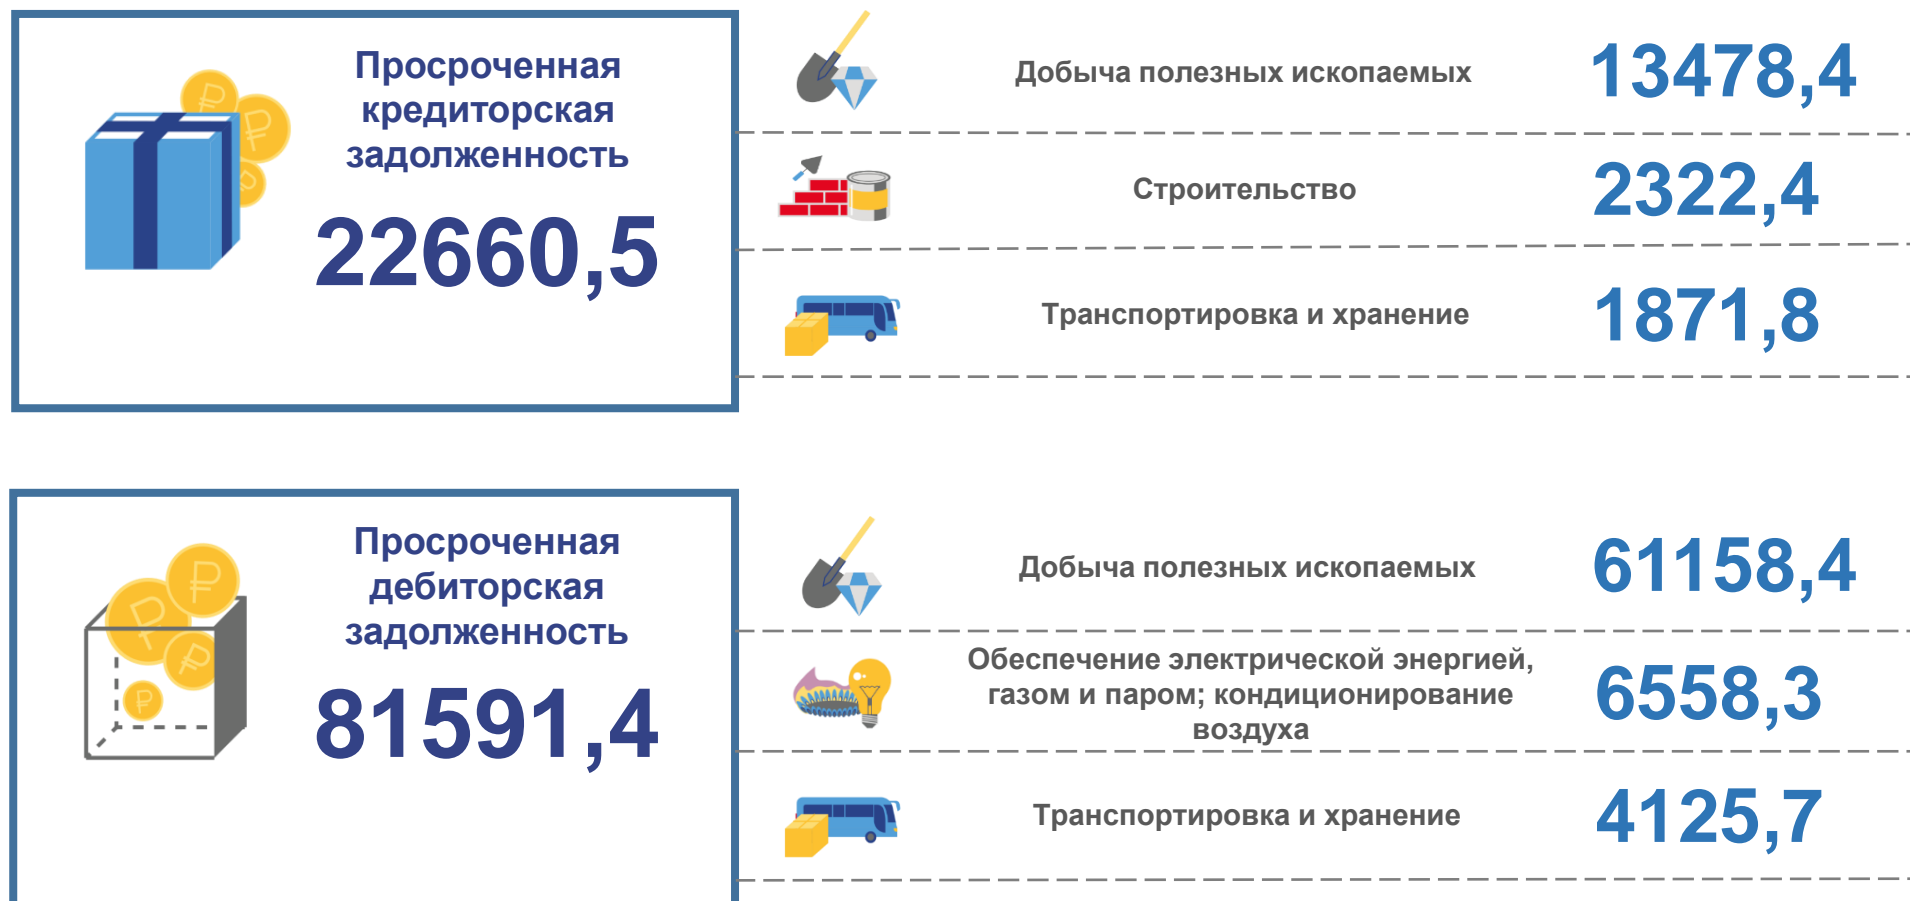 Просроченная
кредиторская
задолженность
22660,5
Добыча полезных ископаемых
13478,4
Строительство
2322,4
Транспортировка и хранение
1871,8
Просроченная
дебиторская
задолженность
81591,4
Добыча полезных ископаемых
61158,4
Обеспечение электрической энергией,
газом и паром; кондиционирование
воздуха
6558,3
Транспортировка и хранение
4125,7